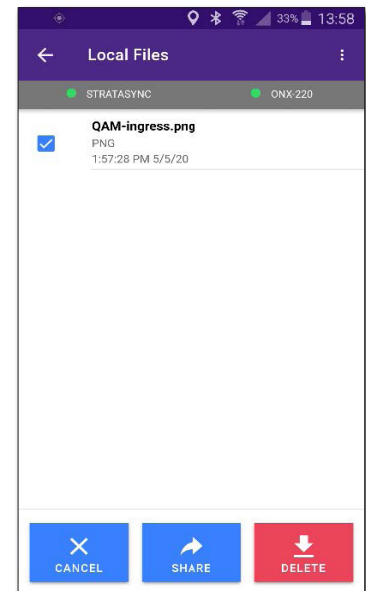 33% 13:58
Local Files
STRATASYNC ONX-220
QAM-ingress.png
PNG
1:57:28 PM 5/5/20
CANCEL SHARE DELETE